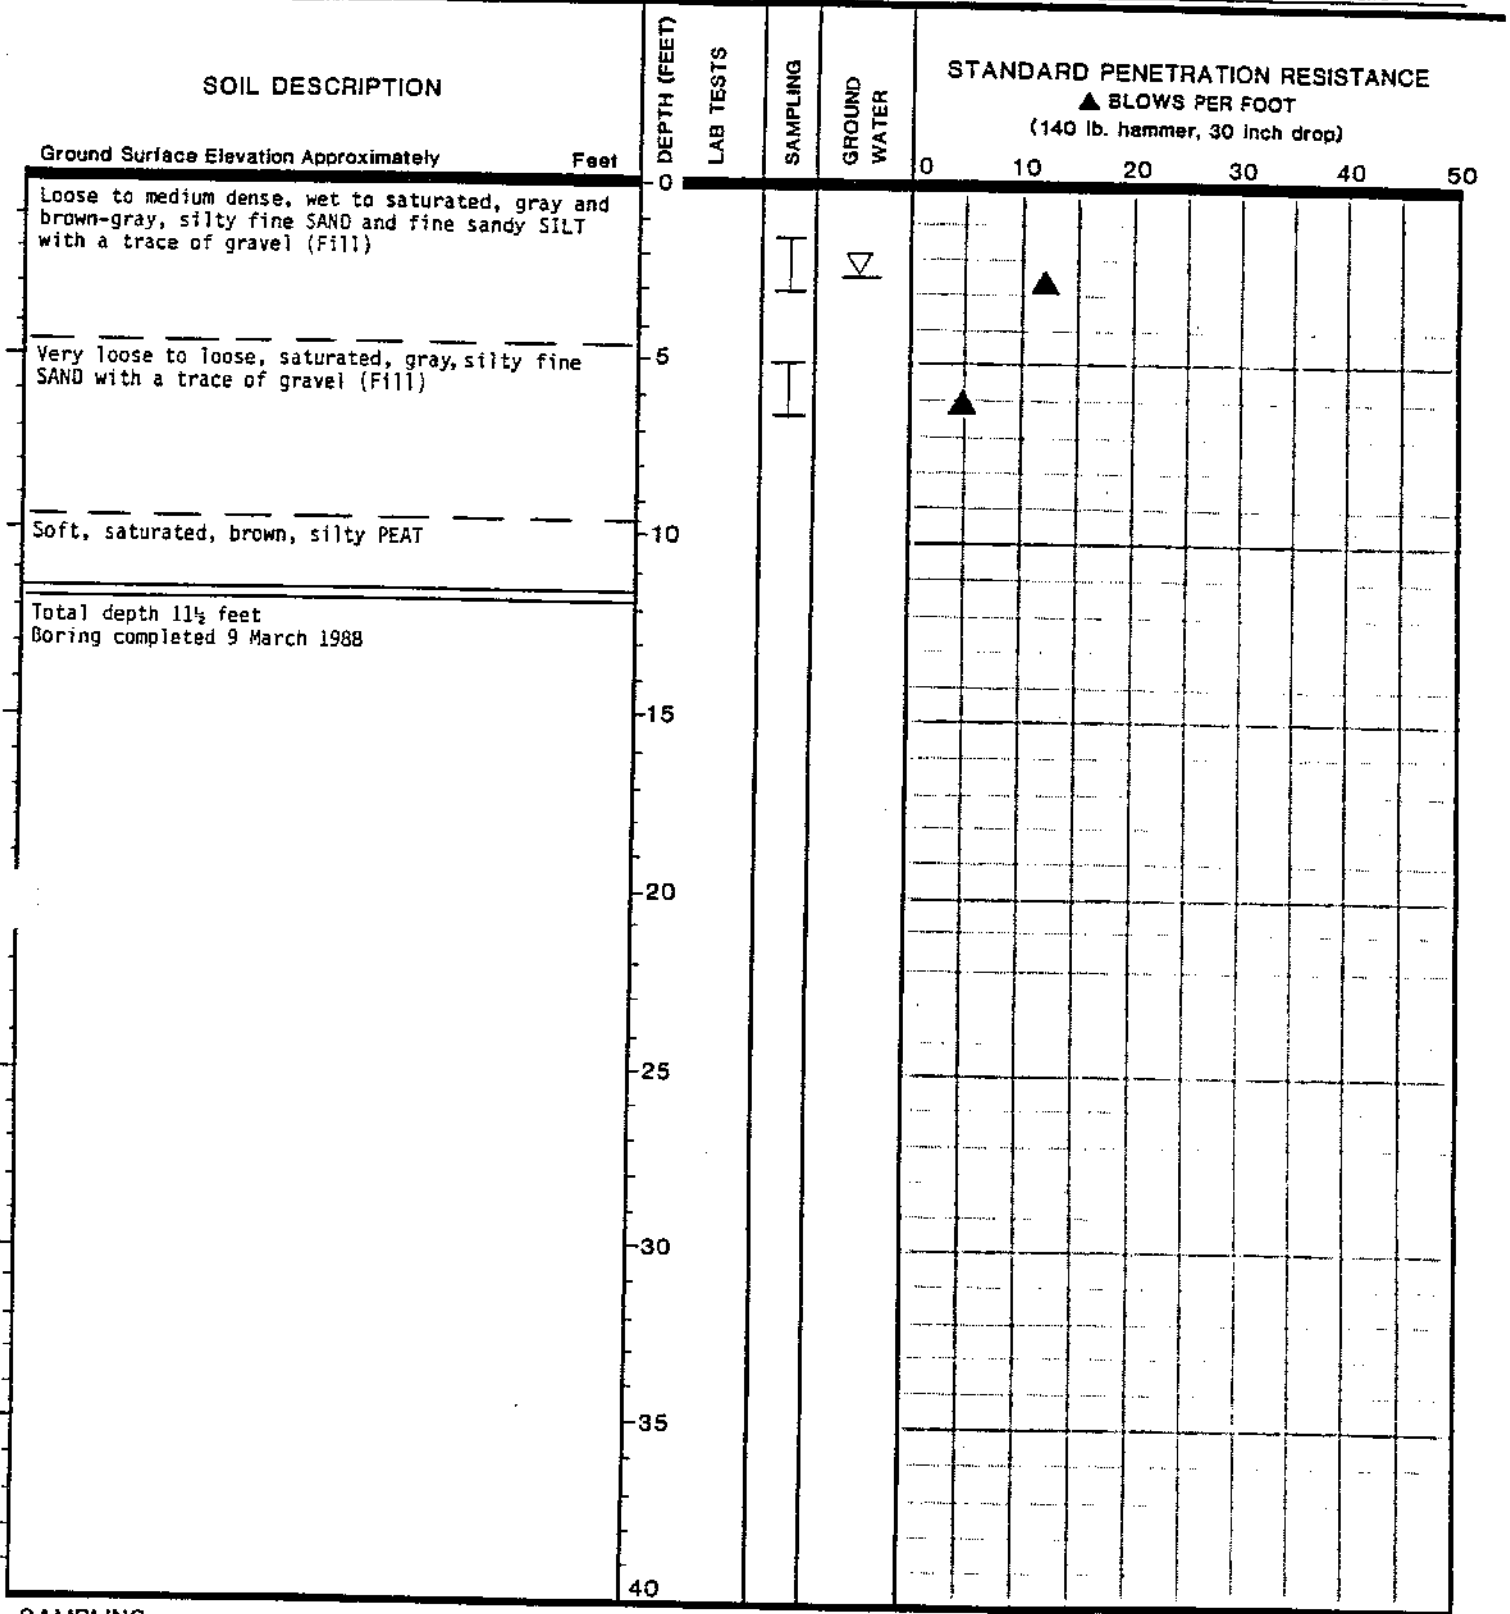 SOIL DESCRIPTION
Ground Surface Elevation Approximately Feet
DEPTH (FEET)
LAB TESTS
SAMPLING
GROUND
WATER
STANDARD PENETRATION RESISTANCE
▲ BLOWS PER FOOT
(140 lb. hammer, 30 inch drop)
0 10 20 30 40 50
Loose to medium dense, wet to saturated, gray and
brown-gray, silty fine SAND and fine sandy SILT
with a trace of gravel (Fill)
Very loose to loose, saturated, gray, silty fine
SAND with a trace of gravel (Fill)
Soft, saturated, brown, silty PEAT
Total depth 11½ feet
Boring completed 9 March 1988
0
5
10
15
20
25
30
35
40